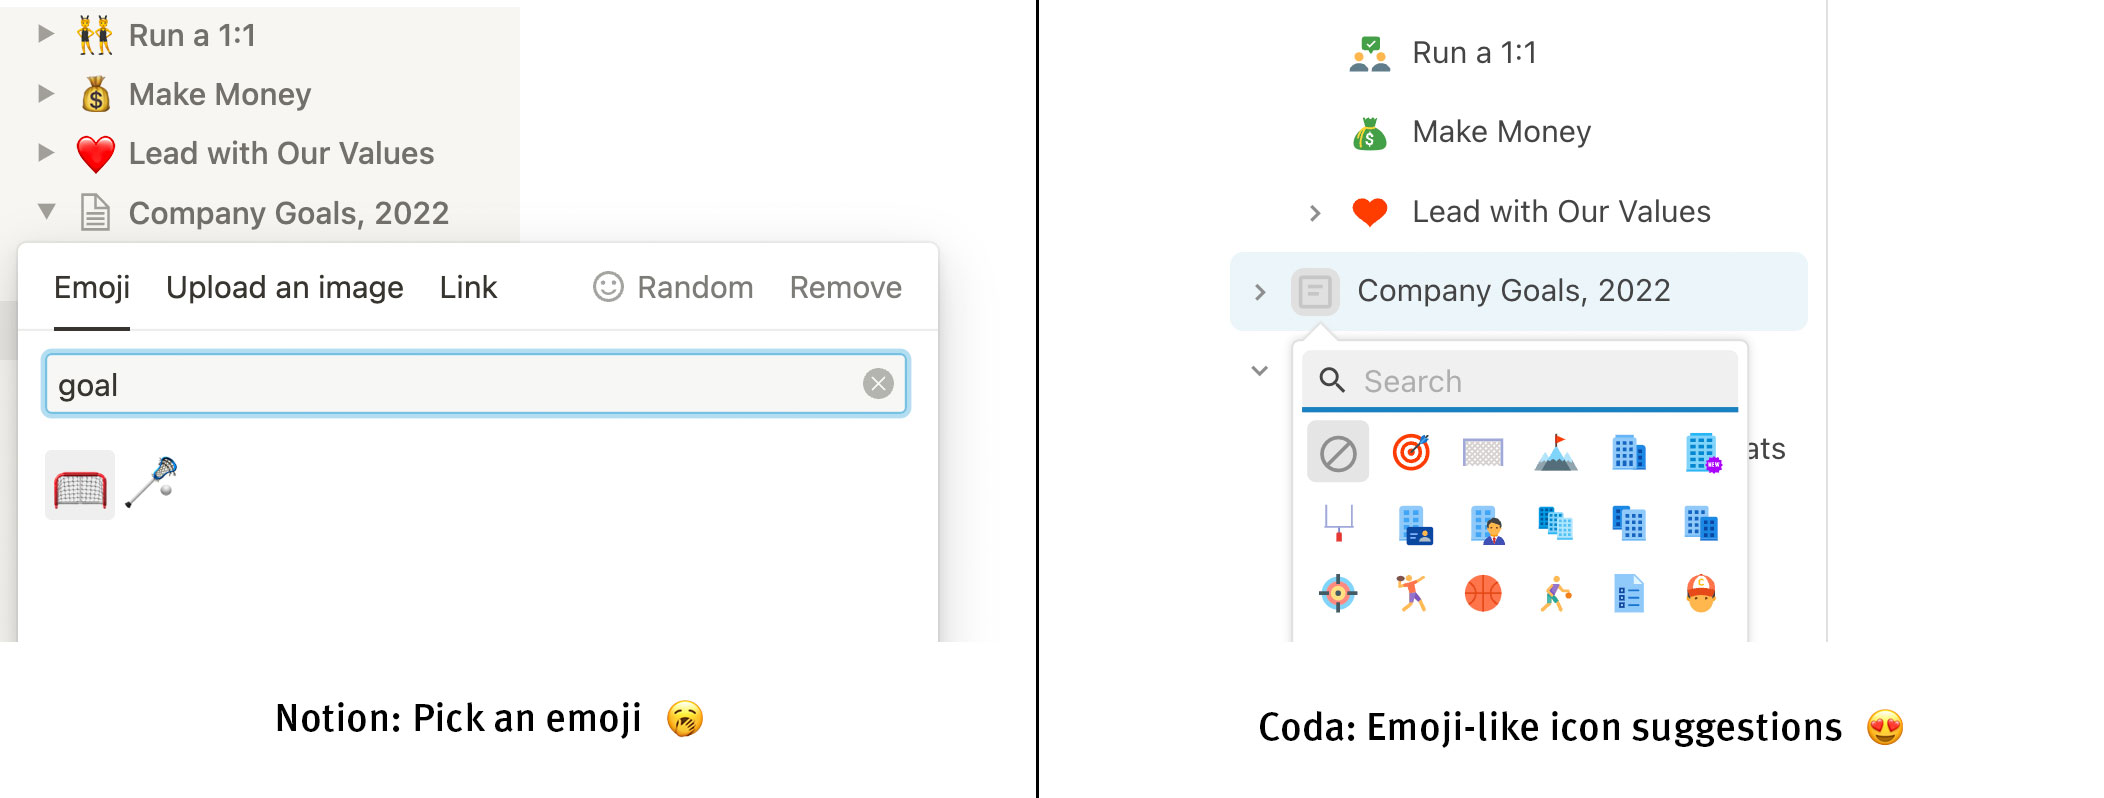 Run a 1:1
Make Money
Lead with Our Values
Company Goals, 2022
Emoji Upload an image Link Random Remove
goal
Notion: Pick an emoji
Run a 1:1
Make Money
Lead with Our Values
Company Goals, 2022
Search
NEW
ats
C
Coda: Emoji-like icon suggestions